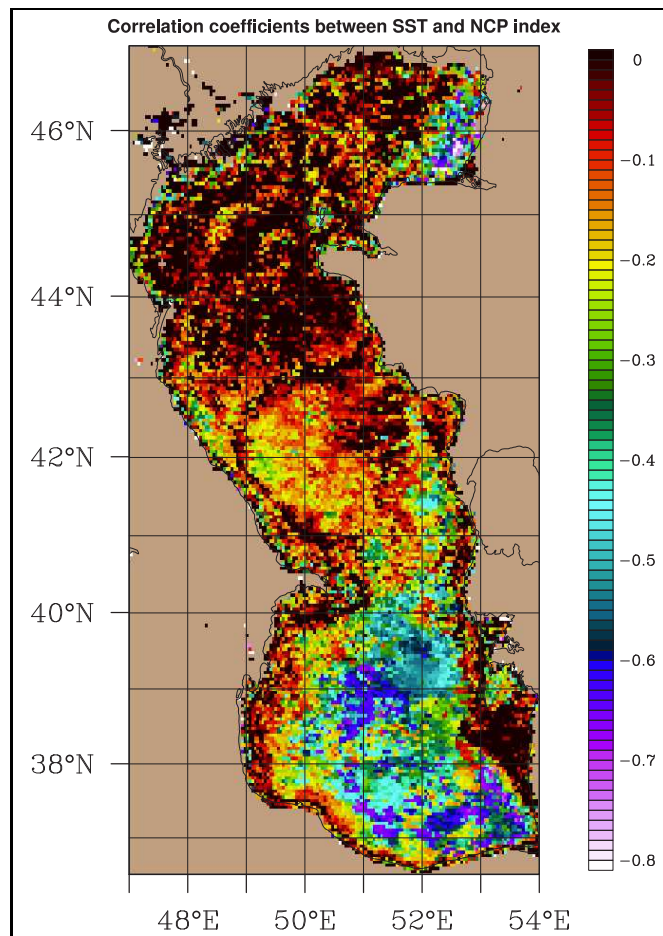 Correlation coefficients between SST and NCP index
46°N
44°N
42°N
40°N
38°N
48°E
50°E
52°E
54°E
0
−0.1
−0.2
−0.3
−0.4
−0.5
−0.6
−0.7
−0.8